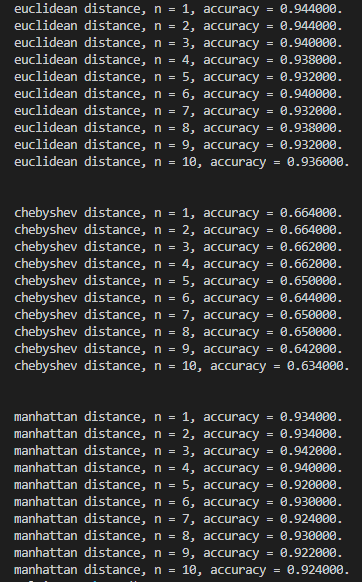 euclidean distance, n = 1, accuracy = 0.944000.
euclidean distance, n = 2, accuracy = 0.944000.
euclidean distance, n = 3, accuracy = 0.940000.
euclidean distance, n = 4, accuracy = 0.938000.
euclidean distance, n = 5, accuracy = 0.932000.
euclidean distance, n = 6, accuracy = 0.940000.
euclidean distance, n = 7, accuracy = 0.932000.
euclidean distance, n = 8, accuracy = 0.938000.
euclidean distance, n = 9, accuracy = 0.932000.
euclidean distance, n = 10, accuracy = 0.936000.
chebyshev distance, n = 1, accuracy = 0.664000.
chebyshev distance, n = 2, accuracy = 0.664000.
chebyshev distance, n = 3, accuracy = 0.662000.
chebyshev distance, n = 4, accuracy = 0.662000.
chebyshev distance, n = 5, accuracy = 0.650000.
chebyshev distance, n = 6, accuracy = 0.644000.
chebyshev distance, n = 7, accuracy = 0.650000.
chebyshev distance, n = 8, accuracy = 0.650000.
chebyshev distance, n = 9, accuracy = 0.642000.
chebyshev distance, n = 10, accuracy = 0.634000.
manhattan distance, n = 1, accuracy = 0.934000.
manhattan distance, n = 2, accuracy = 0.934000.
manhattan distance, n = 3, accuracy = 0.942000.
manhattan distance, n = 4, accuracy = 0.940000.
manhattan distance, n = 5, accuracy = 0.920000.
manhattan distance, n = 6, accuracy = 0.930000.
manhattan distance, n = 7, accuracy = 0.924000.
manhattan distance, n = 8, accuracy = 0.930000.
manhattan distance, n = 9, accuracy = 0.922000.
manhattan distance, n = 10, accuracy = 0.924000.